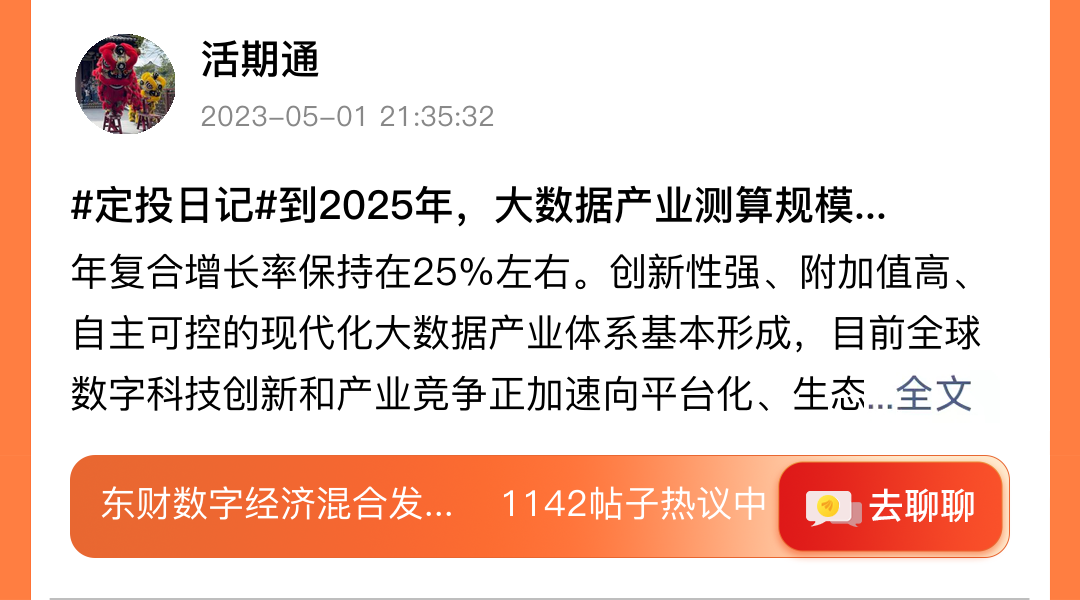 活期通
2023-05-01 21:35:32
#定投日记#到2025年，大数据产业测算规模...
年复合增长率保持在25%左右。创新性强、附加值高、
自主可控的现代化大数据产业体系基本形成，目前全球
数字科技创新和产业竞争正加速向平台化、生态...全文
东财数字经济混合发... 1142帖子热议中 去聊聊